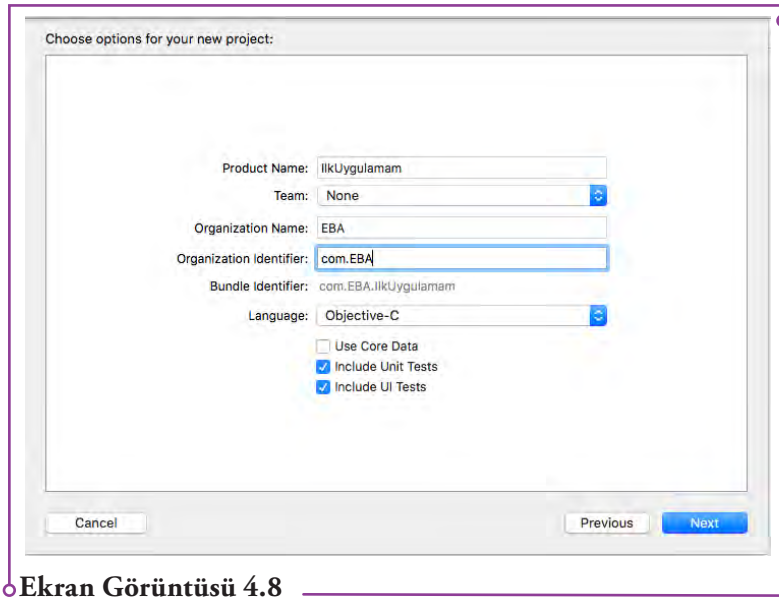 Choose options for your new project:
Product Name: IlkUygulamam
Team: None
Organization Name: EBA
Organization Identifier: com.EBA
Bundle Identifier: com.EBA.IlkUygulamam
Language: Objective-C
Use Core Data
Include Unit Tests
Include UI Tests
Cancel Previous Next
Ekran Görüntüsü 4.8